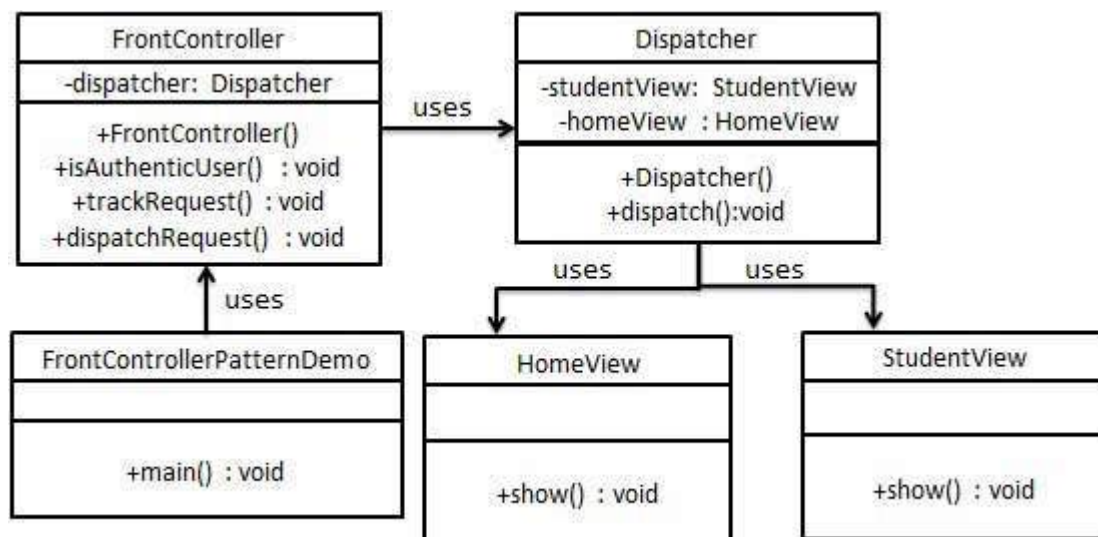 FrontController
-dispatcher: Dispatcher
+FrontController()
+isAuthenticUser() : void
+trackRequest() : void
+dispatchRequest() : void
uses
Dispatcher
-studentView: StudentView
-homeView : HomeView
+Dispatcher()
+dispatch():void
uses
uses
uses
FrontControllerPatternDemo
+main() : void
HomeView
+show() : void
StudentView
+show() : void